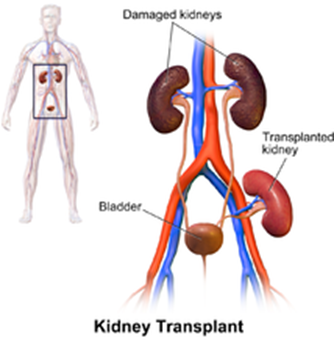 Damaged kidneys
Transplanted
kidney
Bladder
Kidney Transplant